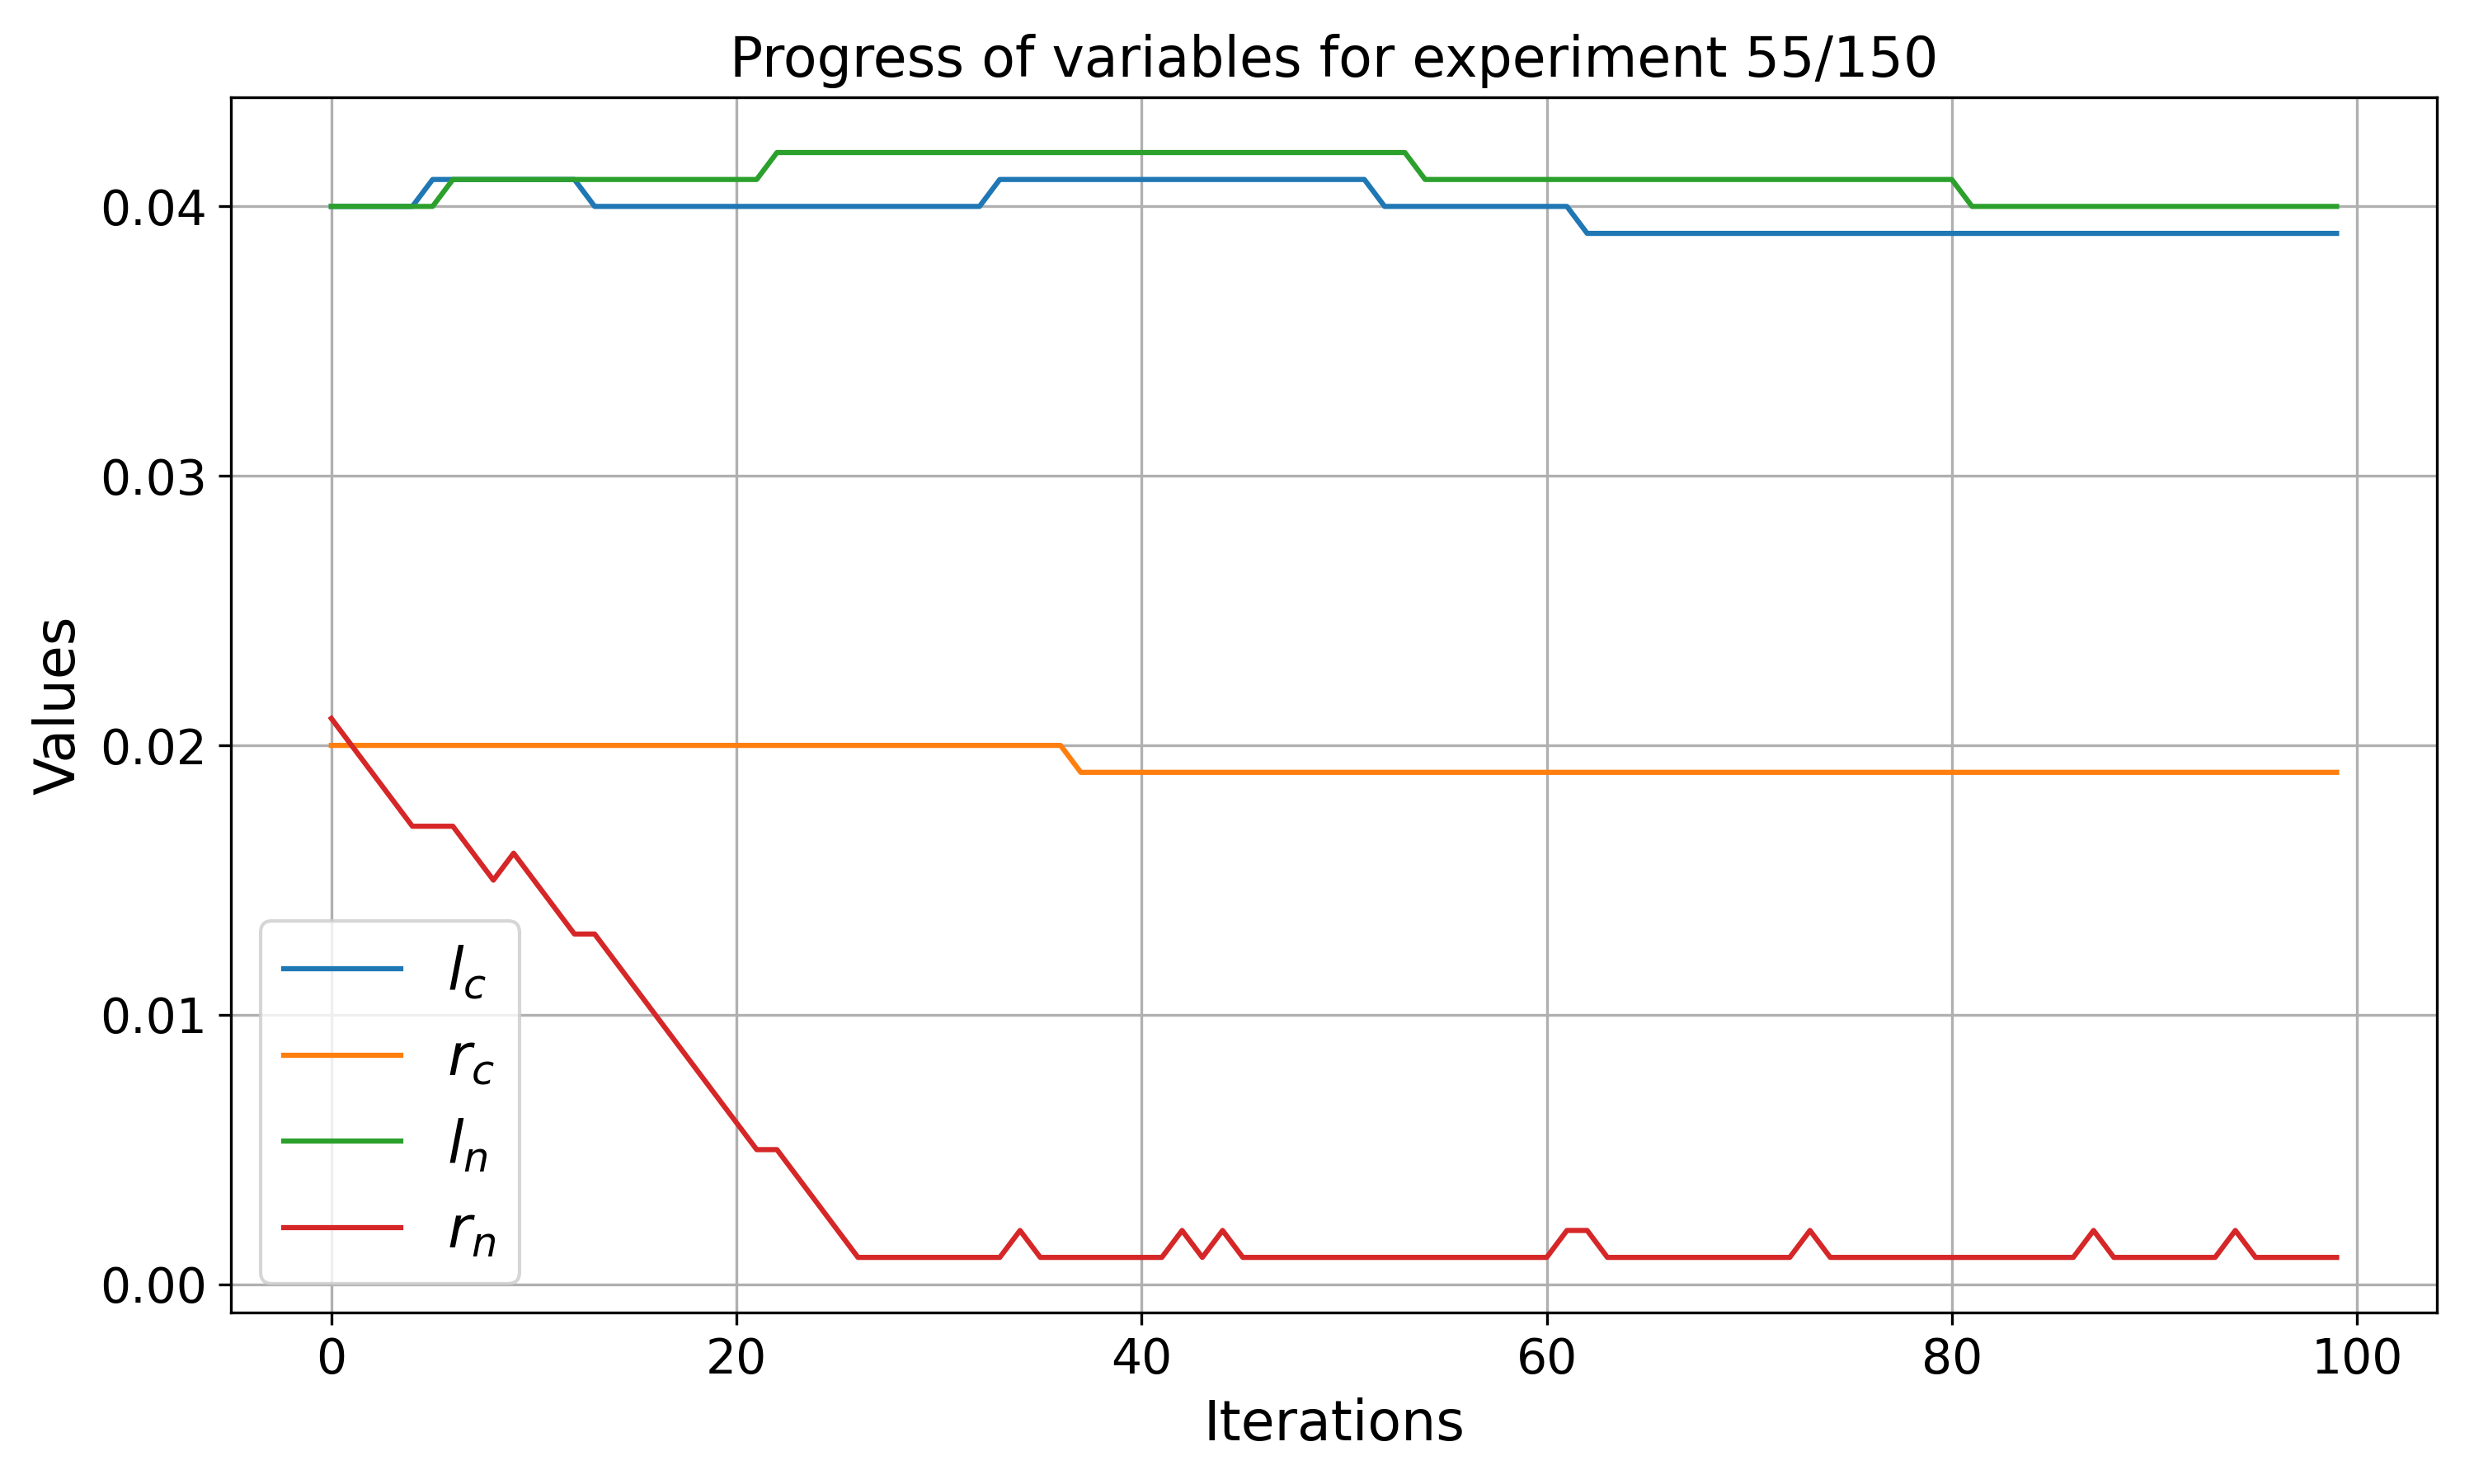 Progress of variables for experiment 55/150
Values
0.04
0.03
0.02
0.01
0.00
l_c
r_c
l_n
r_n
0 20 40 60 80 100
Iterations